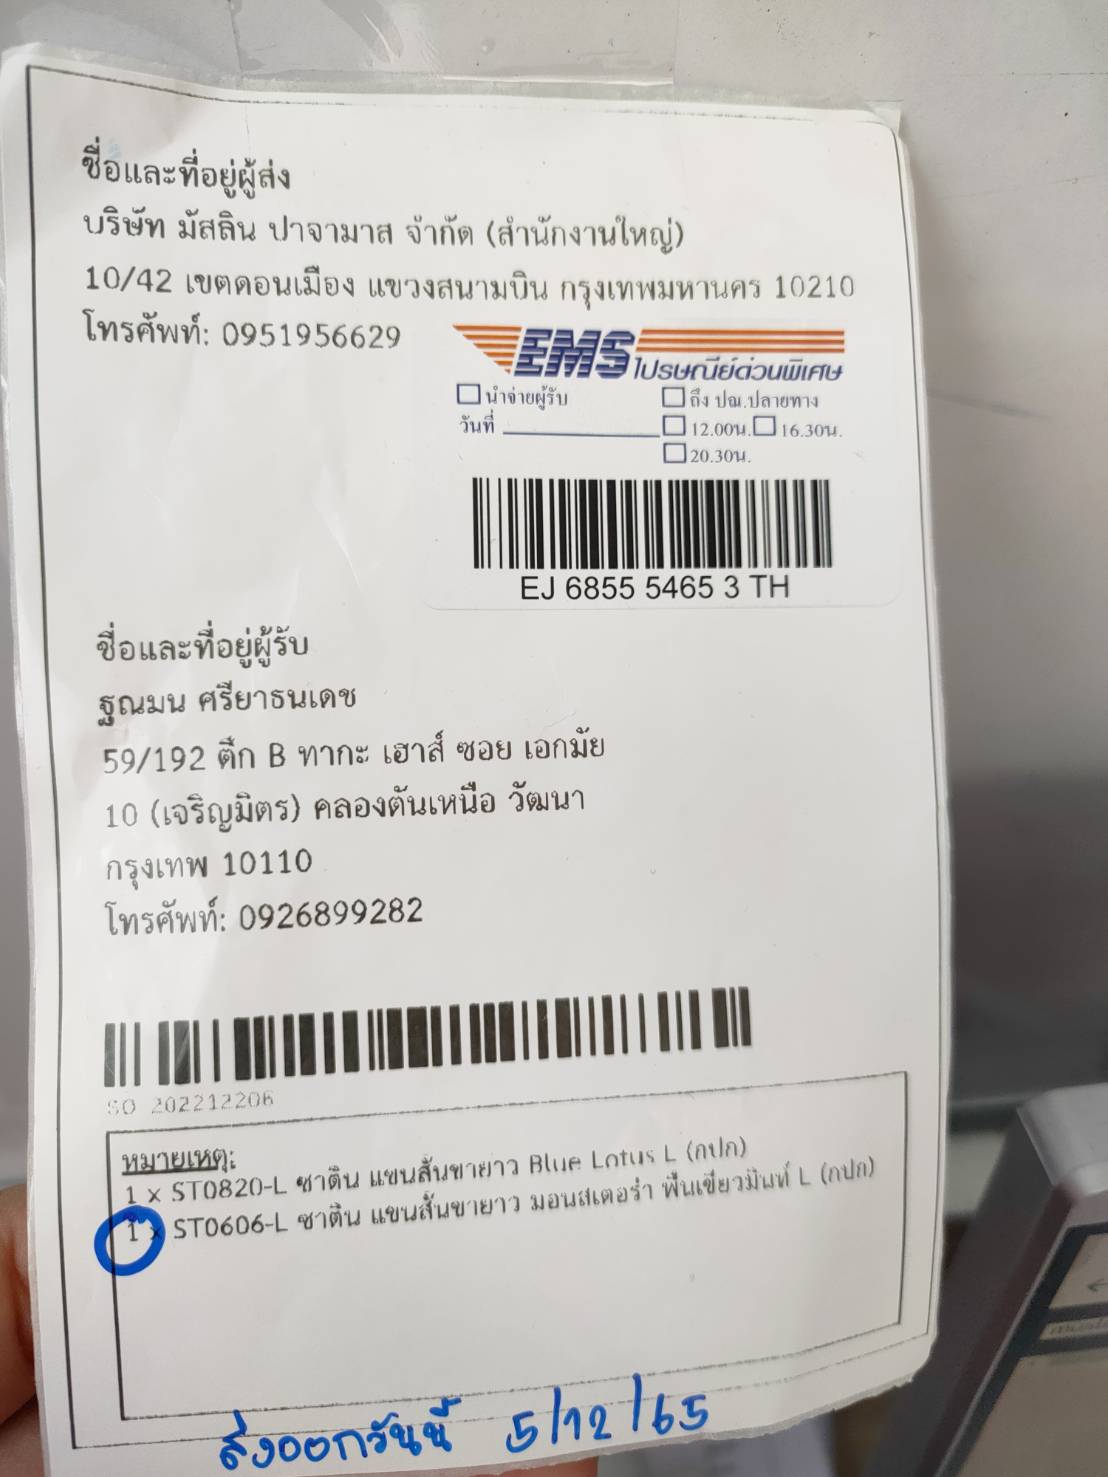 ชื่อและที่อยู่ผู้ส่ง
บริษัท มัสลิน ปาจามาส จำกัด (สำนักงานใหญ่)
10/42 เขตดอนเมือง แขวงสนามบิน กรุงเทพมหานคร 10210
โทรศัพท์: 0951956629
EMS ไปรษณีย์ด่วนพิเศษ
นำจ่ายผู้รับ ถึง ปณ.ปลายทาง
วันที่ 12.00น. 16.30น.
20.30น.
EJ 6855 5465 3 TH
ชื่อและที่อยู่ผู้รับ
ฐณมน ศรียาธนเดช
59/192 ตึก B ทากะ เฮาส์ ซอย เอกมัย
10 (เจริญมิตร) คลองตันเหนือ วัฒนา
กรุงเทพ 10110
โทรศัพท์: 0926899282
SO 202212206
หมายเหตุ:
1 x ST0820-L ซาติน แขนสั้นขายาว Blue Lotus L (กปก)
1 x ST0606-L ซาติน แขนสั้นขายาว มอนสเตอร่า พื้นเขียวมิ้นท์ L (กปก)
ส่งออกวันนี้ 5/12/65